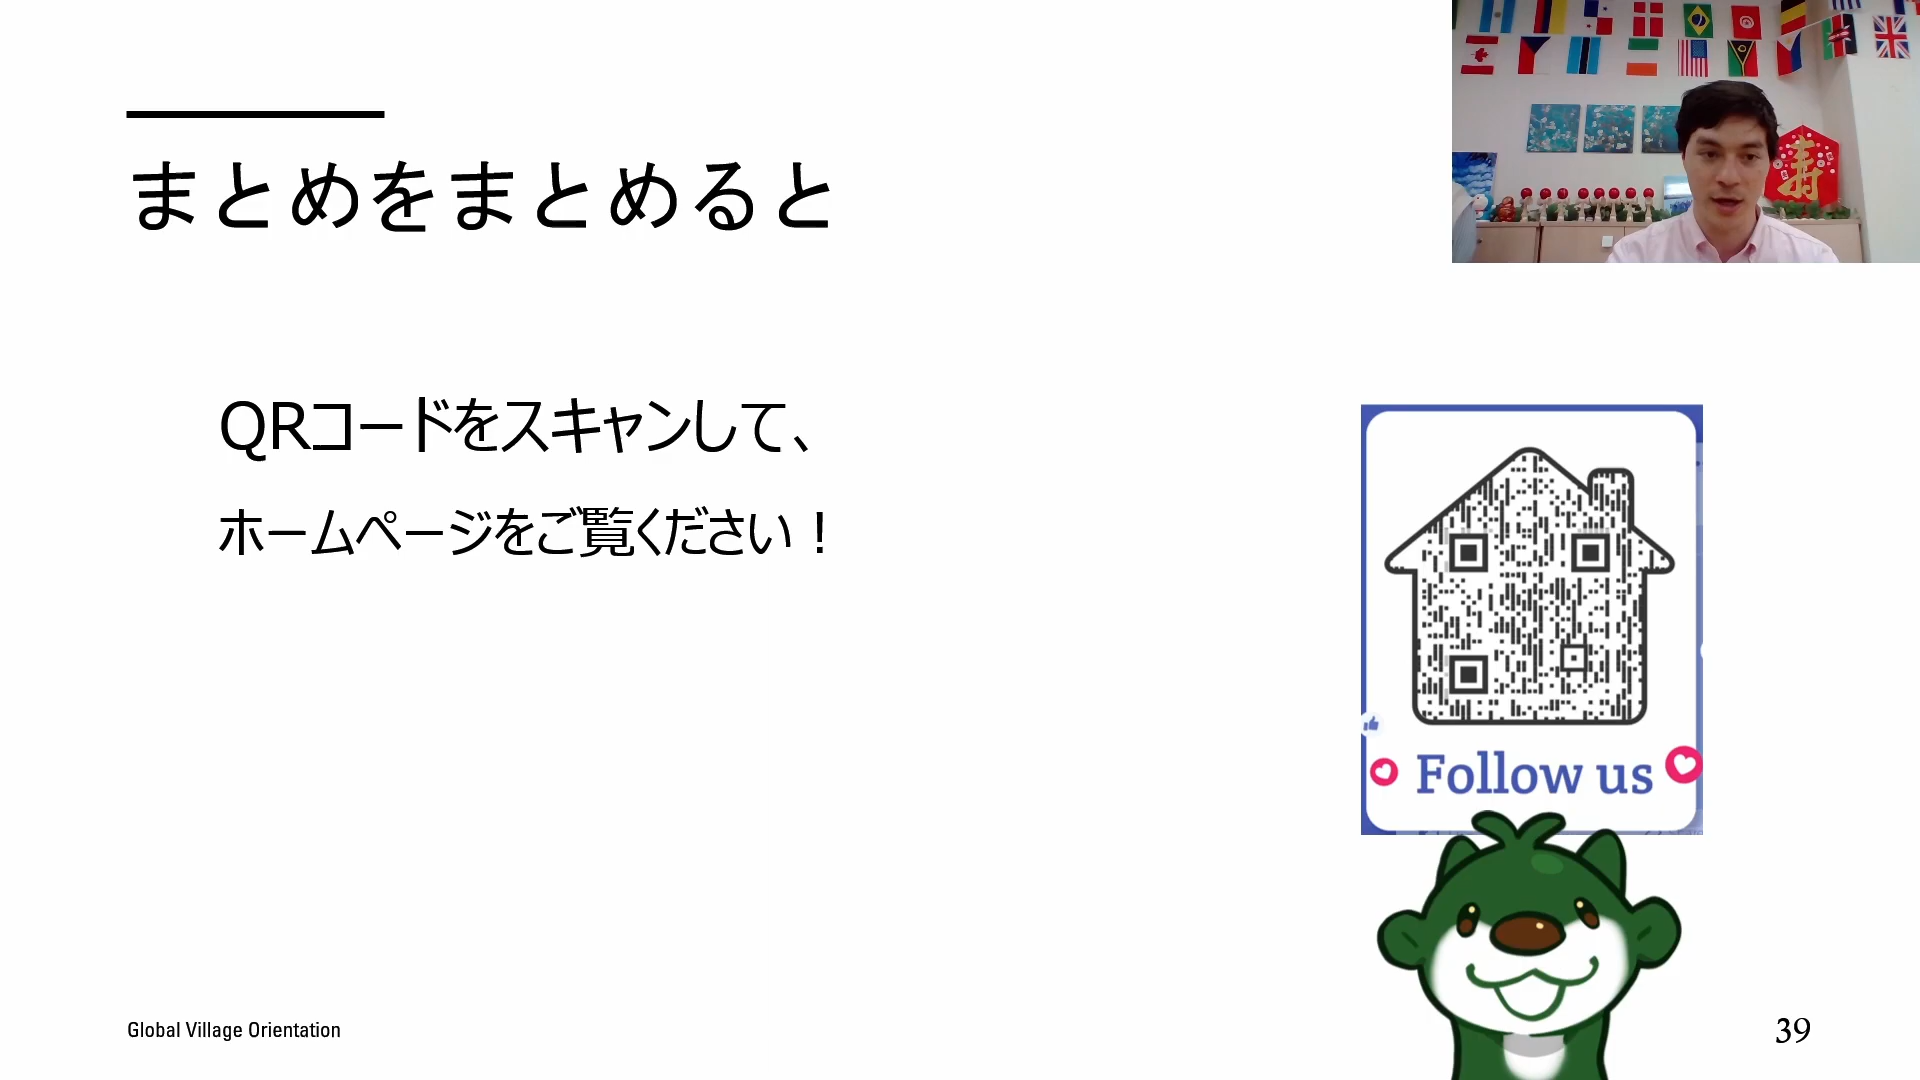 まとめをまとめると
寿
QRコードをスキャンして、
ホームページをご覧ください！
Follow us
Global Village Orientation
39